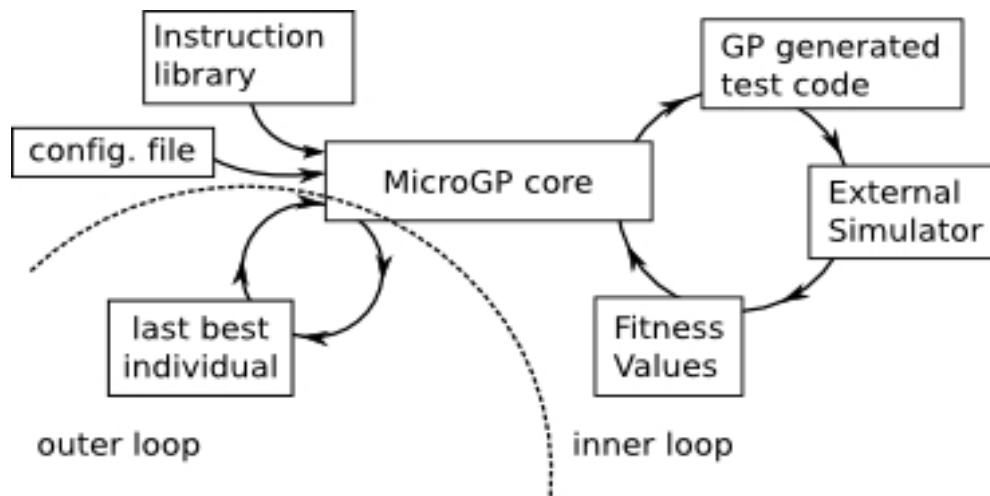 Instruction
library
GP generated
test code
config. file
MicroGP core
External
Simulator
last best
individual
Fitness
Values
outer loop
inner loop